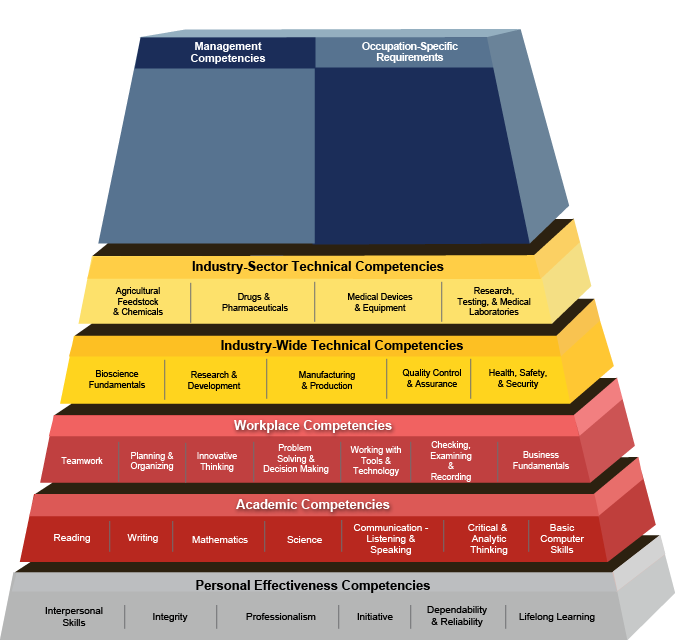 Management
Competencies
Occupation-Specific
Requirements
Industry-Sector Technical Competencies
Agricultural
Feedstock
& Chemicals
Drugs &
Pharmaceuticals
Medical Devices
& Equipment
Research,
Testing, & Medical
Laboratories
Industry-Wide Technical Competencies
Bioscience
Fundamentals
Research &
Development
Manufacturing
& Production
Quality Control
& Assurance
Health, Safety,
& Security
Workplace Competencies
Teamwork
Planning &
Organizing
Innovative
Thinking
Problem
Solving &
Decision Making
Working with
Tools &
Technology
Checking,
Examining
&
Recording
Business
Fundamentals
Academic Competencies
Reading
Writing
Mathematics
Science
Communication -
Listening &
Speaking
Critical &
Analytic
Thinking
Basic
Computer
Skills
Personal Effectiveness Competencies
Interpersonal
Skills
Integrity
Professionalism
Initiative
Dependability
& Reliability
Lifelong Learning